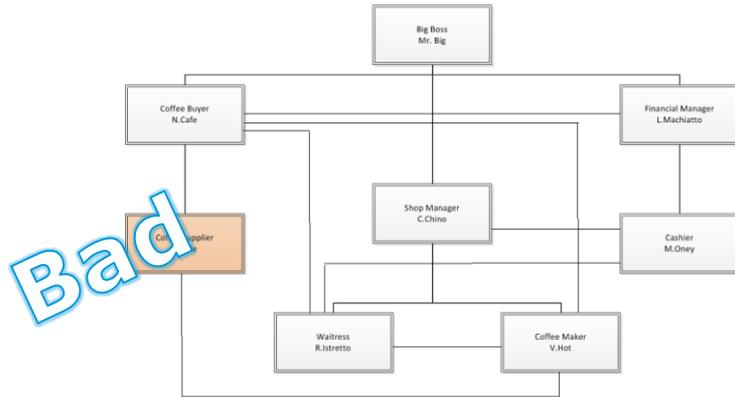 Big Boss
Mr. Big
Coffee Buyer
N.Cafe
Financial Manager
L.Machiatto
Shop Manager
C.Chino
Cashier
M.Oney
Bad
Waitress
R.Istretto
Coffee Maker
V.Hot